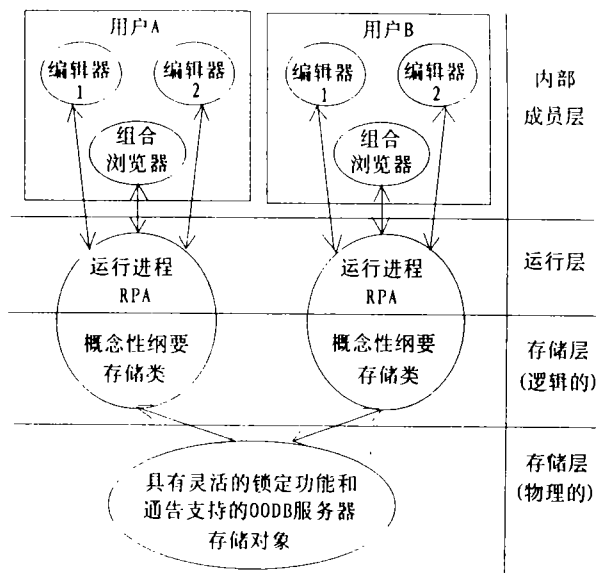 用户A
用户B
编辑器
1
编辑器
2
编辑器
1
编辑器
2
内部
成员层
组合
浏览器
组合
浏览器
运行进程
RPA
运行进程
RPA
运行层
概念性纲要
存储类
概念性纲要
存储类
存储层
(逻辑的)
具有灵活的锁定功能和
通告支持的OODB服务器
存储对象
存储层
(物理的)